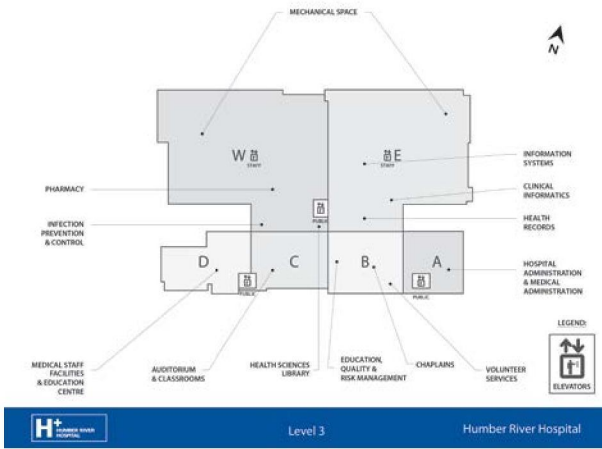 MECHANICAL SPACE
N
W
STAFF
E
STAFF
INFORMATION
SYSTEMS
CLINICAL
INFORMATICS
HEALTH
RECORDS
PHARMACY
INFECTION
PREVENTION
& CONTROL
PUBLIC
D
C
B
A
PUBLIC
PUBLIC
HOSPITAL
ADMINISTRATION
& MEDICAL
ADMINISTRATION
LEGEND:
ELEVATORS
MEDICAL STAFF
FACILITIES
& EDUCATION
CENTRE
AUDITORIUM
& CLASSROOMS
HEALTH SCIENCES
LIBRARY
EDUCATION,
QUALITY &
RISK MANAGEMENT
CHAPLAINS
VOLUNTEER
SERVICES
H+
HUMBER RIVER
HOSPITAL
Level 3
Humber River Hospital